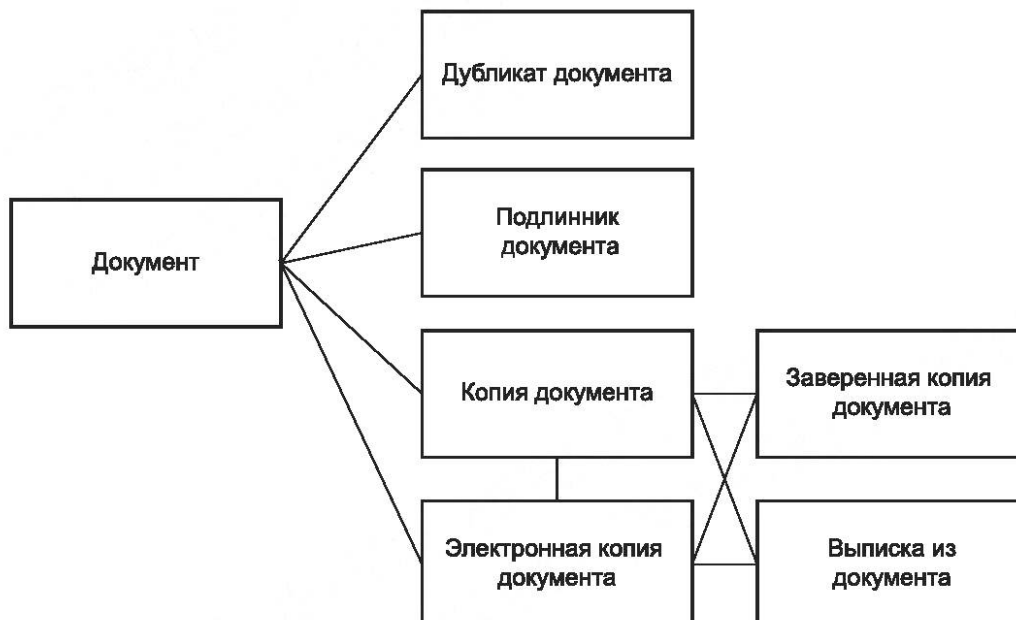 Дубликат документа
Подлинник
документа
Документ
Копия документа
Заверенная копия
документа
Электронная копия
документа
Выписка из
документа